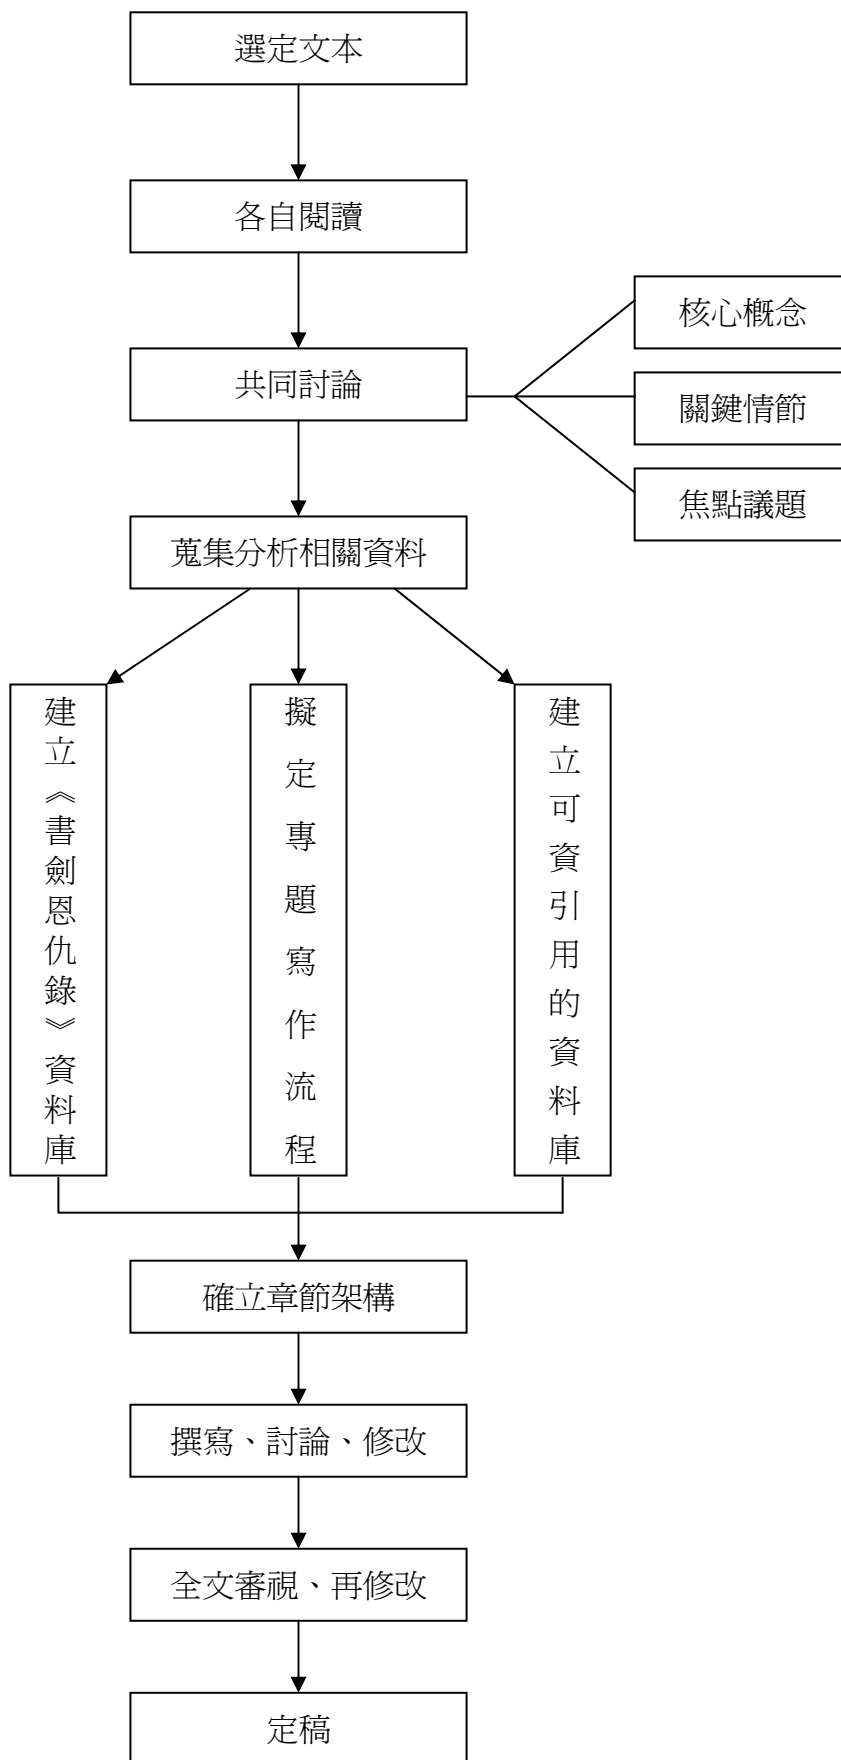 選定文本
各自閱讀
共同討論
核心概念
關鍵情節
焦點議題
蒐集分析相關資料
建立《書劍恩仇錄》資料庫
擬定專題寫作流程
建立可資引用的資料庫
確立章節架構
撰寫、討論、修改
全文審視、再修改
定稿